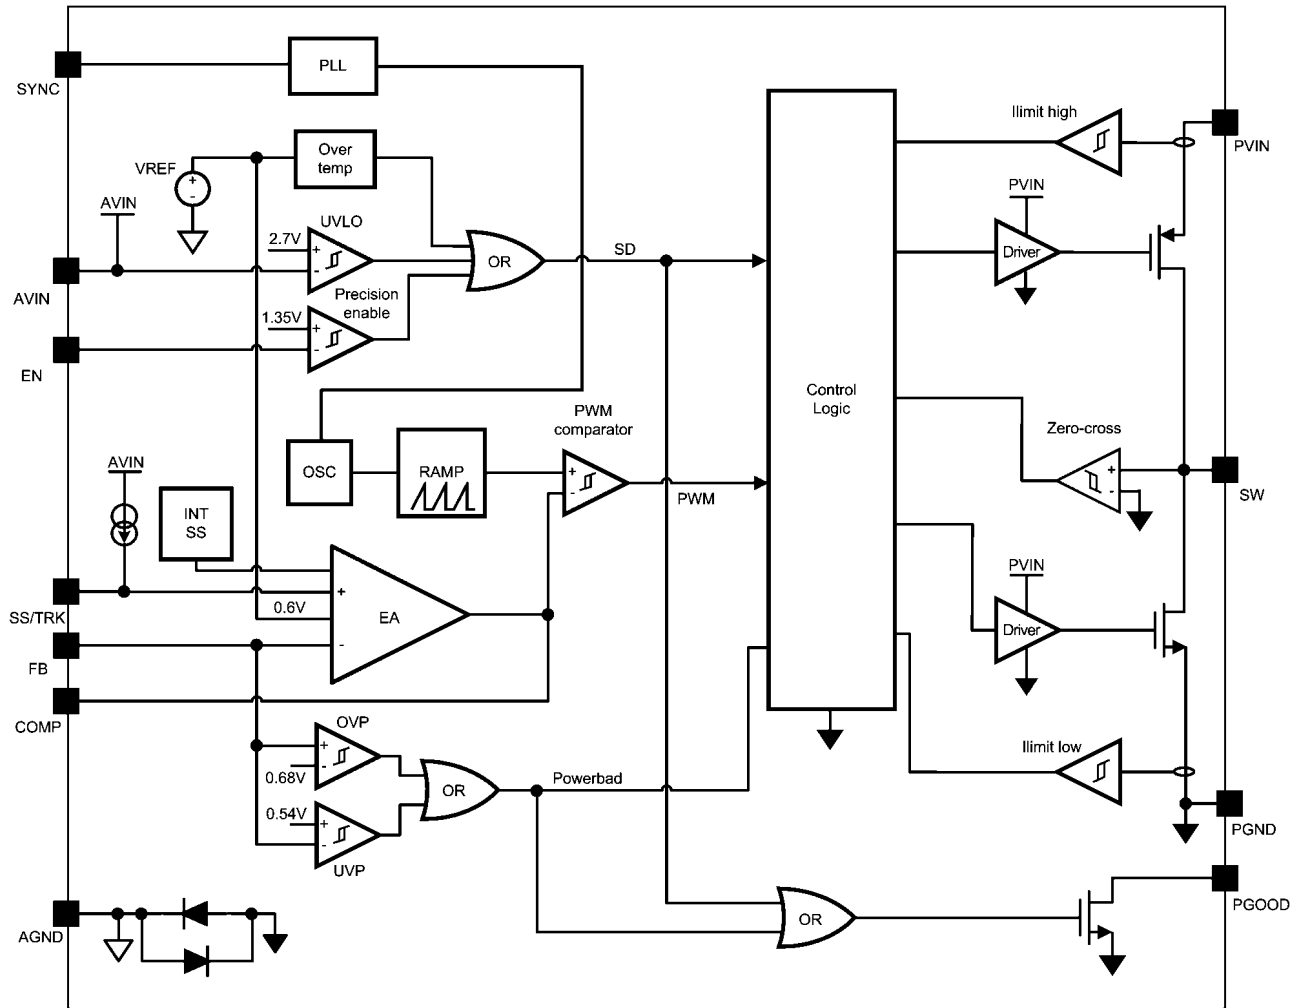 PLL
SYNC
Ilimit high
PVIN
Over
temp
VREF
+
-
AVIN
PVIN
UVLO
2.7V
+
-
OR
SD
Driver
AVIN
Precision
enable
1.35V
+
-
EN
Control
Logic
PWM
comparator
Zero-cross
AVIN
OSC
RAMP
+
-
+
-
SW
PWM
INT
SS
PVIN
SS/TRK
+
0.6V
EA
Driver
FB
-
COMP
OVP
+
-
0.68V
Ilimit low
OR
Powerbad
0.54V
+
-
UVP
PGND
PGOOD
AGND
OR